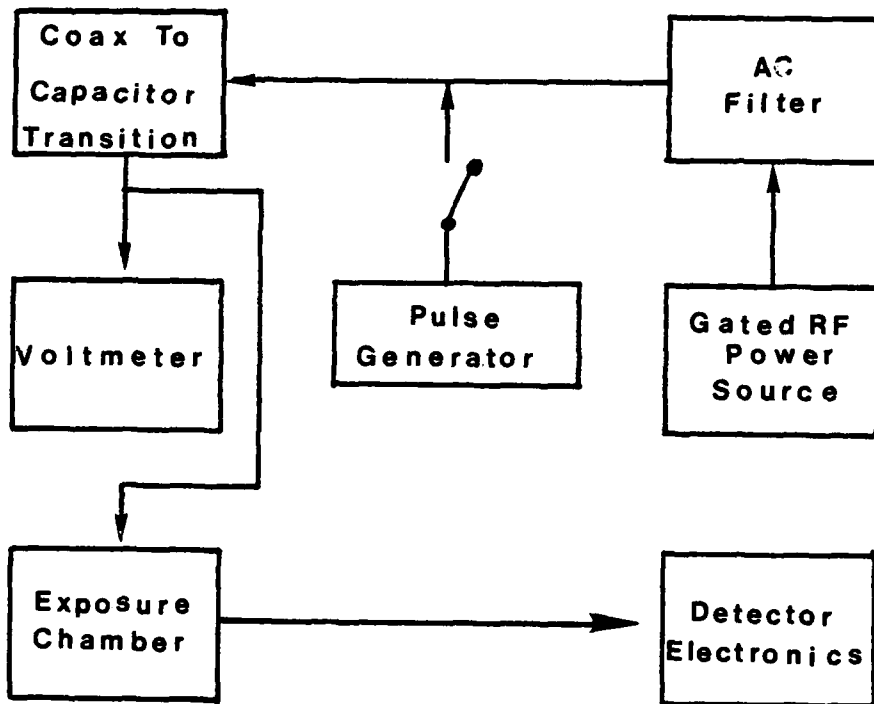 Coax To
Capacitor
Transition
AC
Filter
Voltmeter
Pulse
Generator
Gated RF
Power
Source
Exposure
Chamber
Detector
Electronics